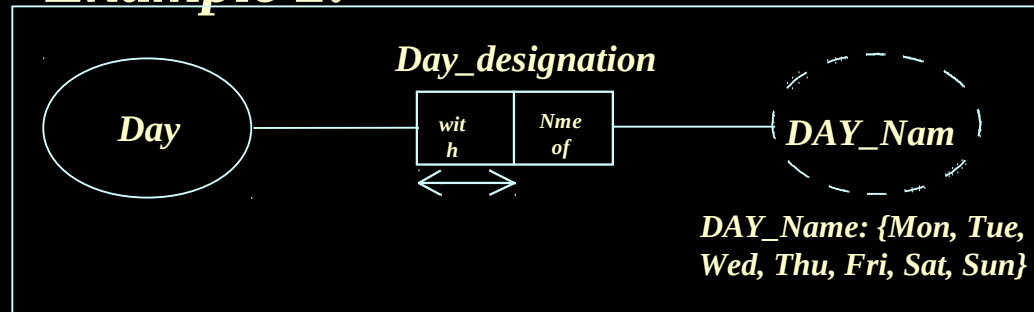 Example 2:
Day_designation
Day
wit
h
Nme
of
DAY_Nam
DAY_Name: {Mon, Tue,
Wed, Thu, Fri, Sat, Sun}